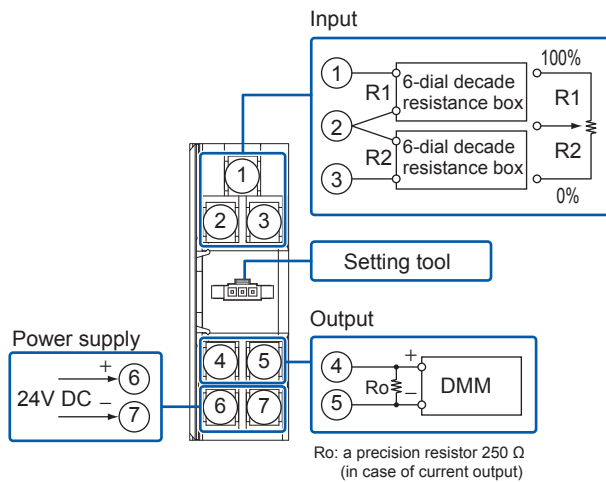 Input
1
R1
2
R2
3
6-dial decade
resistance box
6-dial decade
resistance box
100%
R1
R2
0%
1
2
3
Setting tool
Power supply
24V DC
+
6
−
7
4
5
6
7
Output
4
5
Ro
+
−
DMM
Ro: a precision resistor 250 Ω
(in case of current output)